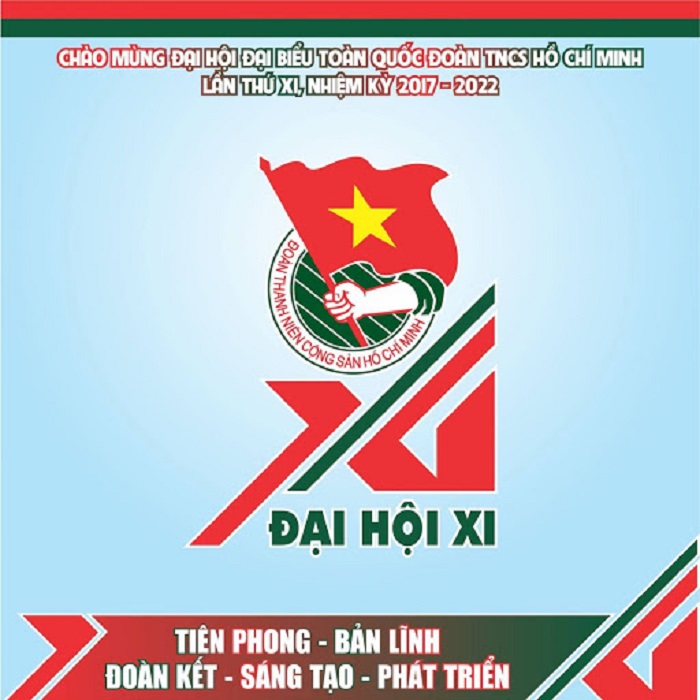 CHÀO MỪNG ĐẠI HỘI ĐẠI BIỂU TOÀN QUỐC ĐOÀN TNCS HỒ CHÍ MINH
LẦN THỨ XI, NHIỆM KỲ 2017 - 2022
ĐOÀN THANH NIÊN CỘNG SẢN HỒ CHÍ MINH
XI
ĐẠI HỘI XI
TIÊN PHONG - BẢN LĨNH
ĐOÀN KẾT - SÁNG TẠO - PHÁT TRIỂN